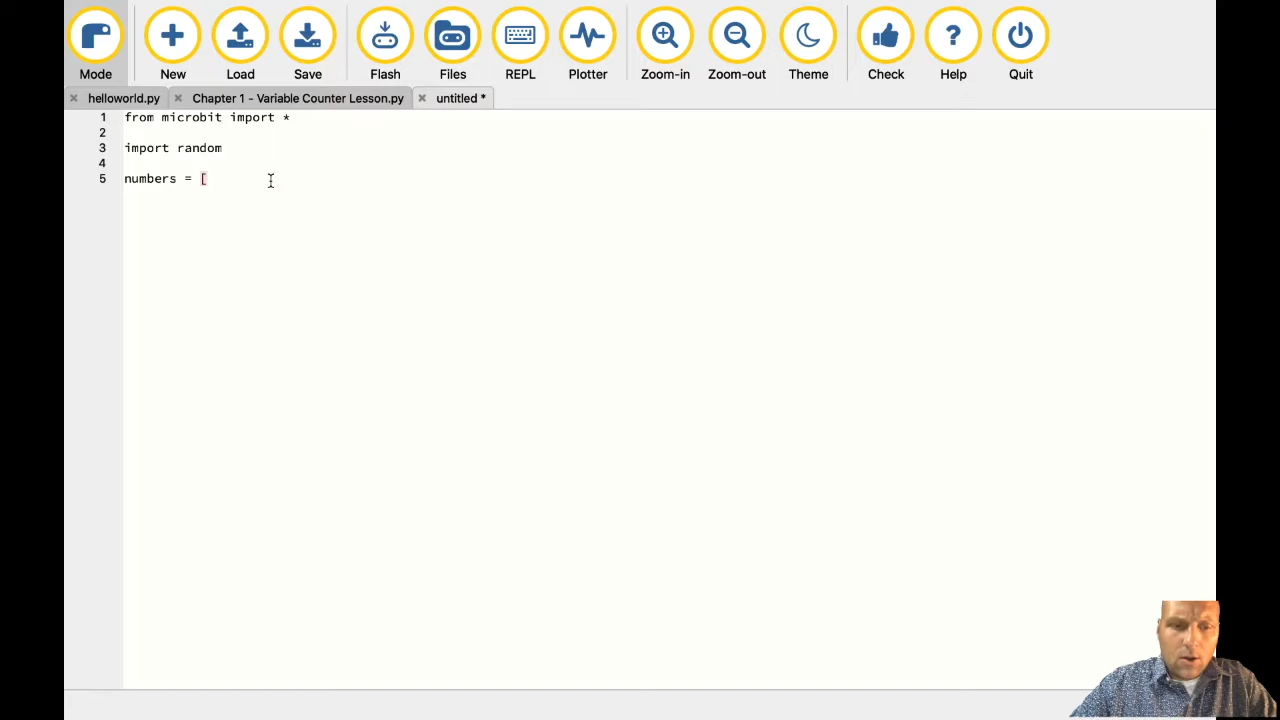 Mode New Load Save Flash Files REPL Plotter Zoom-in Zoom-out Theme Check Help Quit
helloworld.py Chapter 1 - Variable Counter Lesson.py untitled *
1 from microbit import *
2
3 import random
4
5 numbers = [